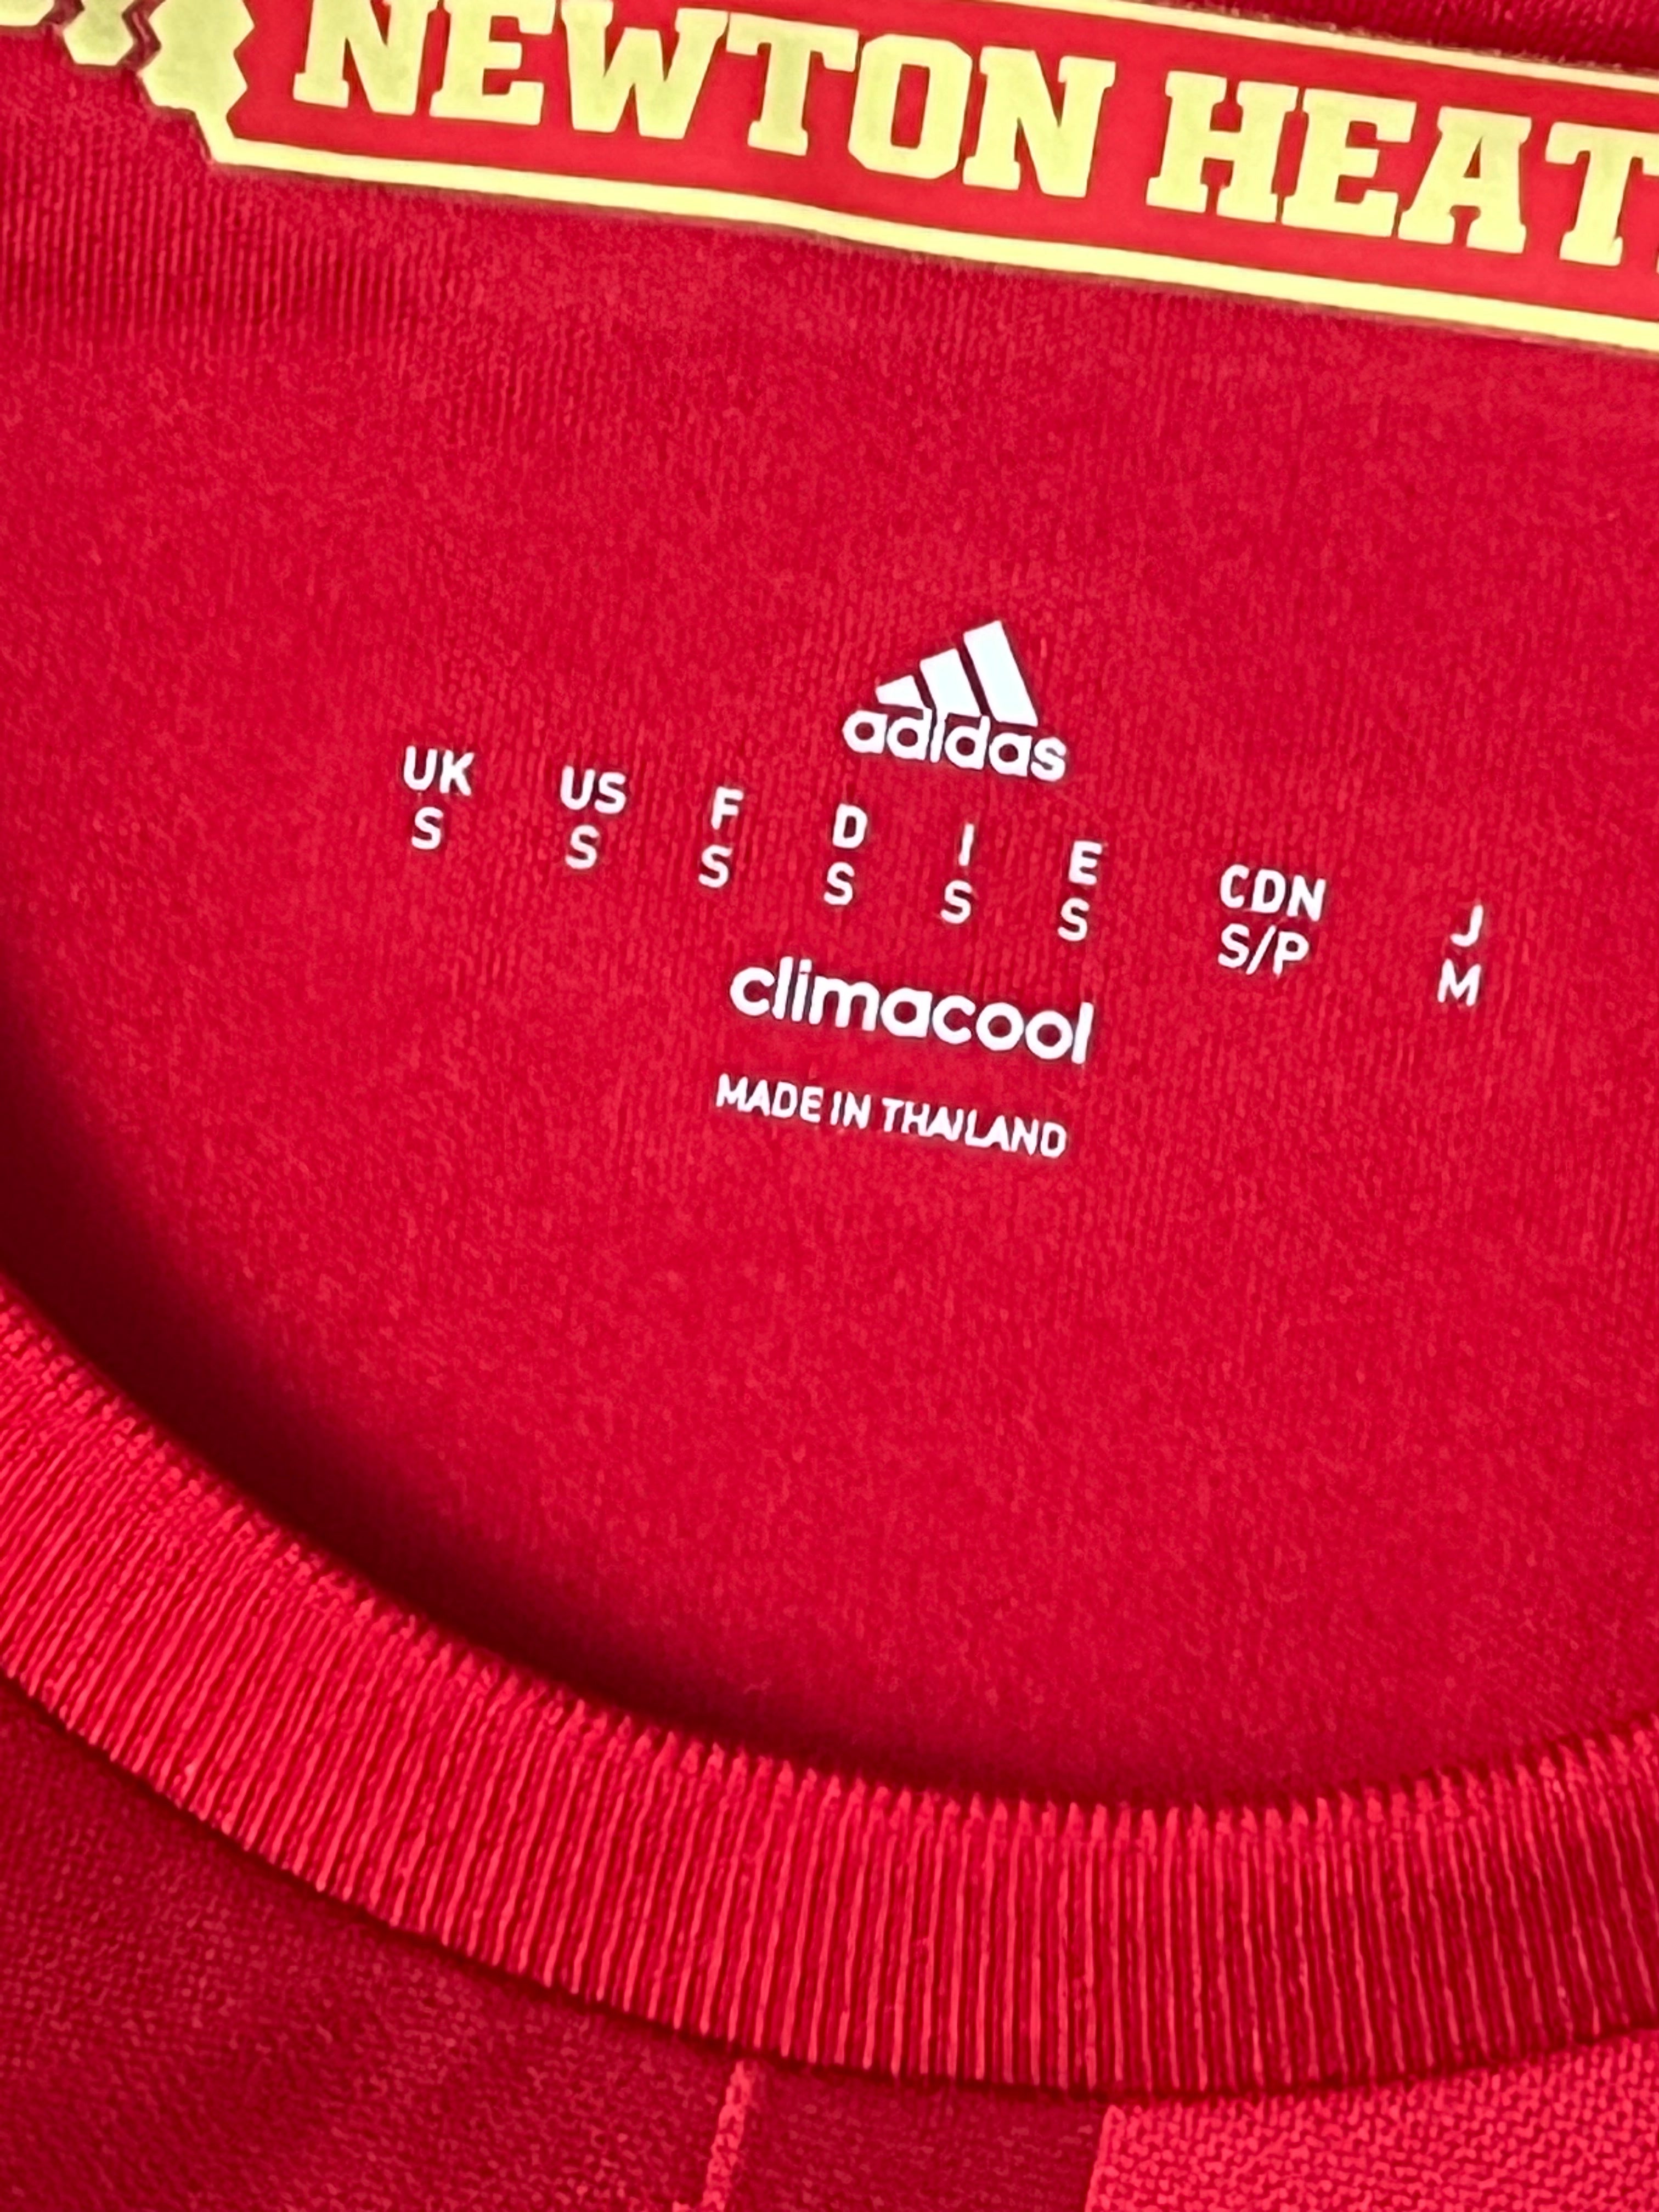 NEWTON HEAT
adidas
UK US F D I E CDN J
S S S S S S S/P M
climacool
MADE IN THAILAND